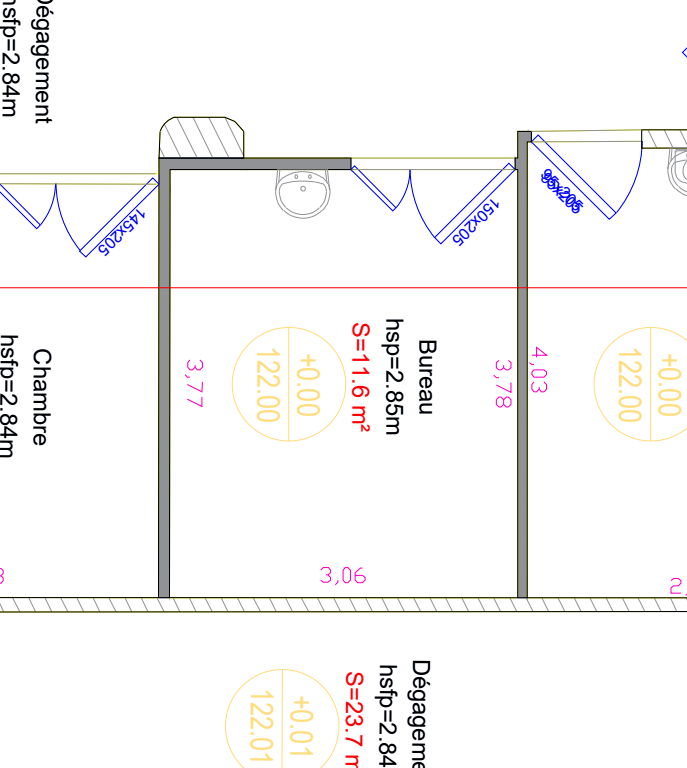 Dégagement
hsfp=2.84m
145x205
150x205
95x205
Bureau
hsp=2.85m
S=11.6 m²
+0.00
122.00
+0.00
122.00
3,77
3,78
4,03
Chambre
hsfp=2.84m
3,06
2,
Dégageme
hsfp=2.84
S=23.7 m
+0.01
122.01